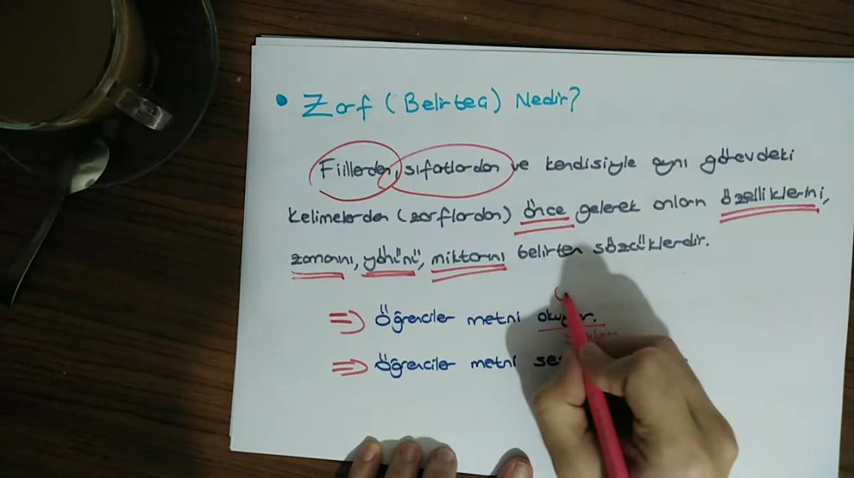 • Zarf (Belirteç) Nedir?
Fiillerden, sıfatlardan ve kendisiyle aynı görevdeki
kelimelerden (zarflardan) önce gelerek onların özelliklerini,
zamanını, yönünü, miktarını belirten sözcüklerdir.
⇒ Öğrenciler metni
⇒ Öğrenciler metni